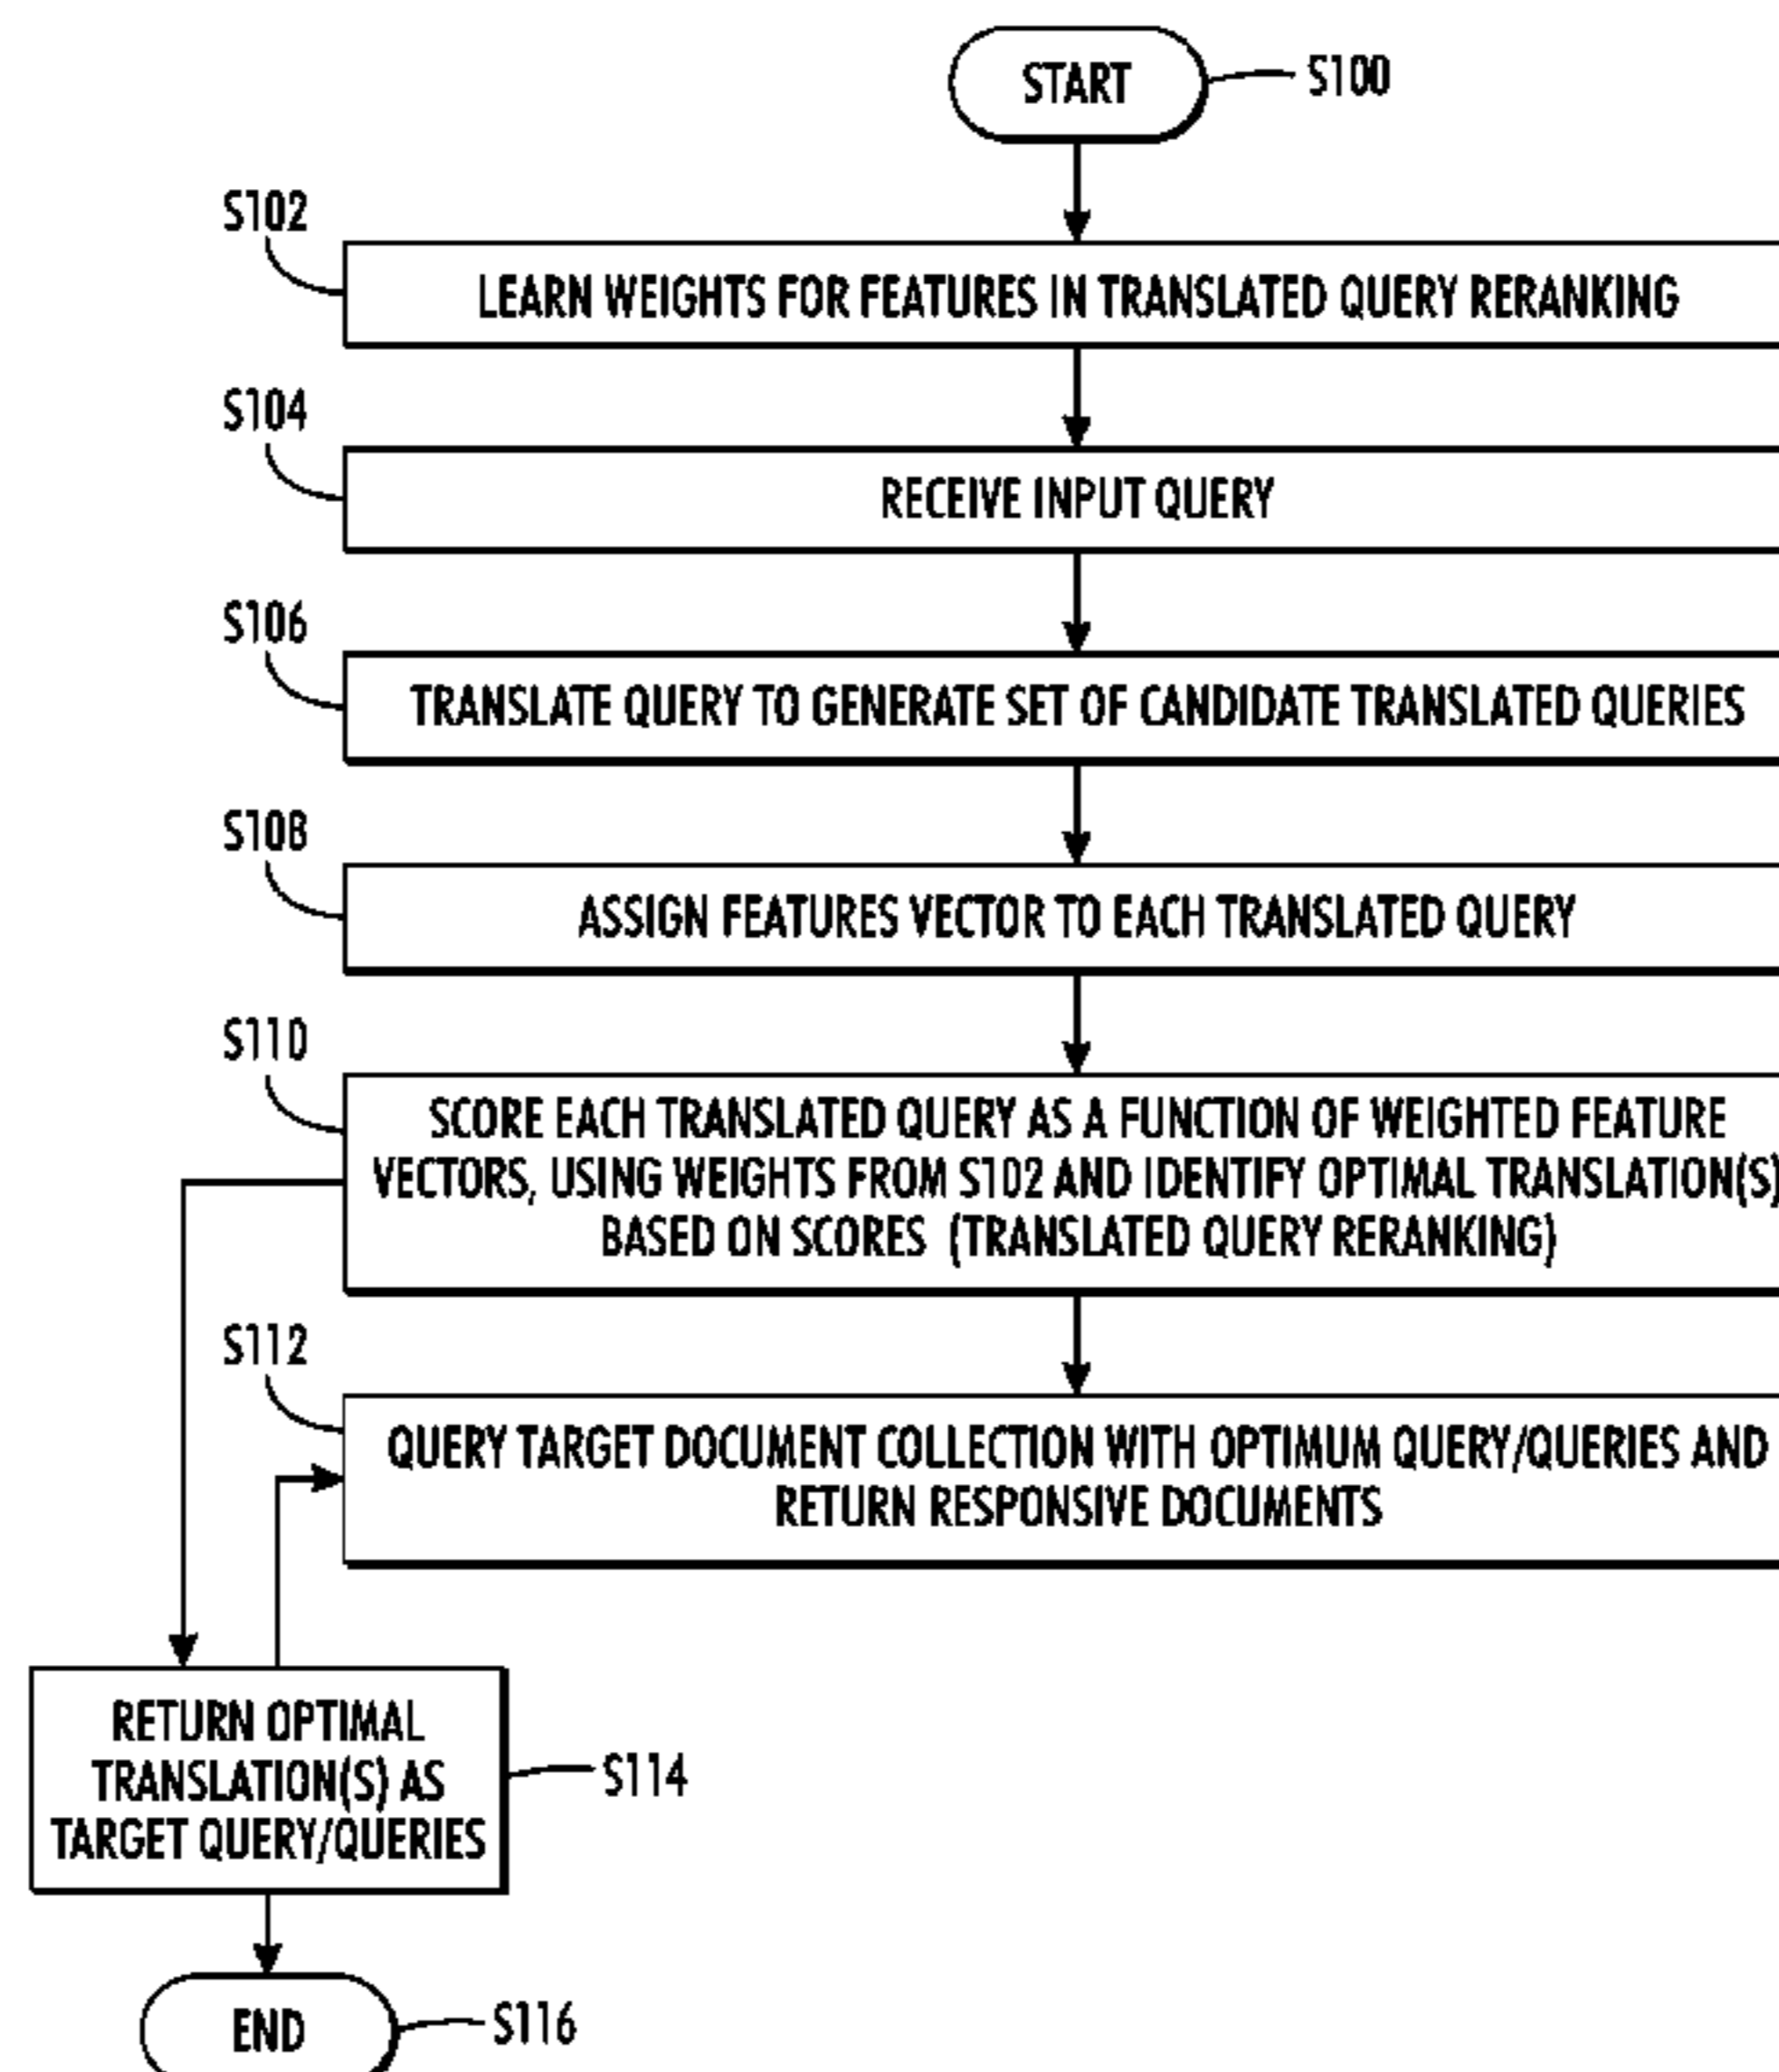 START
S100
S102
LEARN WEIGHTS FOR FEATURES IN TRANSLATED QUERY RERANKING
S104
RECEIVE INPUT QUERY
S106
TRANSLATE QUERY TO GENERATE SET OF CANDIDATE TRANSLATED QUERIES
S108
ASSIGN FEATURES VECTOR TO EACH TRANSLATED QUERY
S110
SCORE EACH TRANSLATED QUERY AS A FUNCTION OF WEIGHTED FEATURE
VECTORS, USING WEIGHTS FROM S102 AND IDENTIFY OPTIMAL TRANSLATION(S)
BASED ON SCORES (TRANSLATED QUERY RERANKING)
S112
QUERY TARGET DOCUMENT COLLECTION WITH OPTIMUM QUERY/QUERIES AND
RETURN RESPONSIVE DOCUMENTS
RETURN OPTIMAL
TRANSLATION(S) AS
TARGET QUERY/QUERIES
S114
END
S116